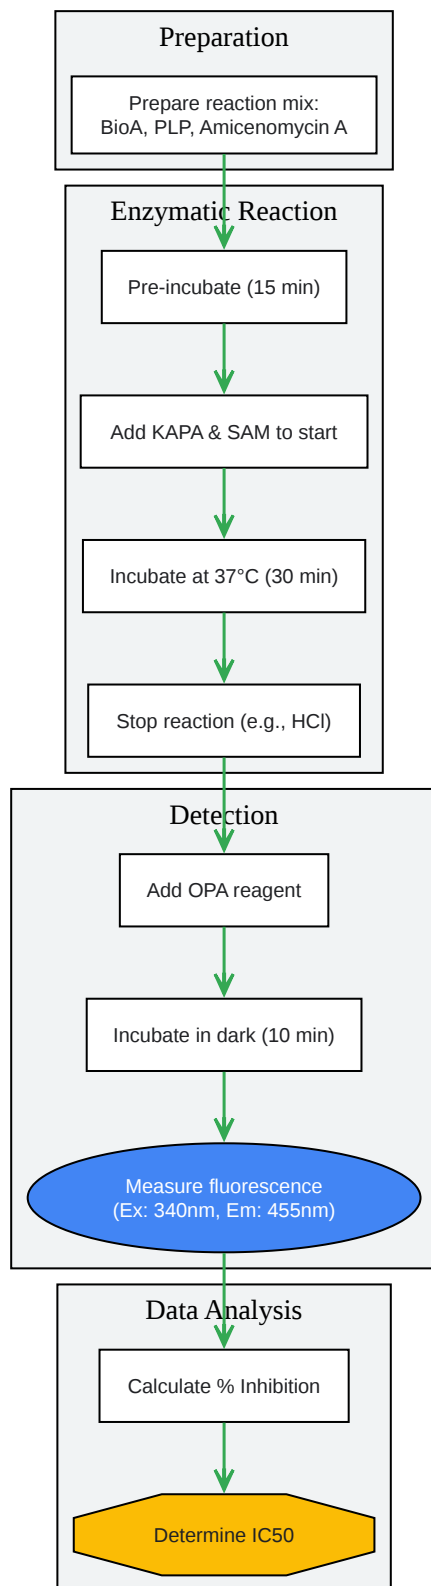 Preparation
Prepare reaction mix:
BioA, PLP, Amicenomycin A
Enzymatic Reaction
Pre-incubate (15 min)
Add KAPA & SAM to start
Incubate at 37°C (30 min)
Stop reaction (e.g., HCl)
Detection
Add OPA reagent
Incubate in dark (10 min)
Measure fluorescence
(Ex: 340nm, Em: 455nm)
Data Analysis
Calculate % Inhibition
Determine IC50